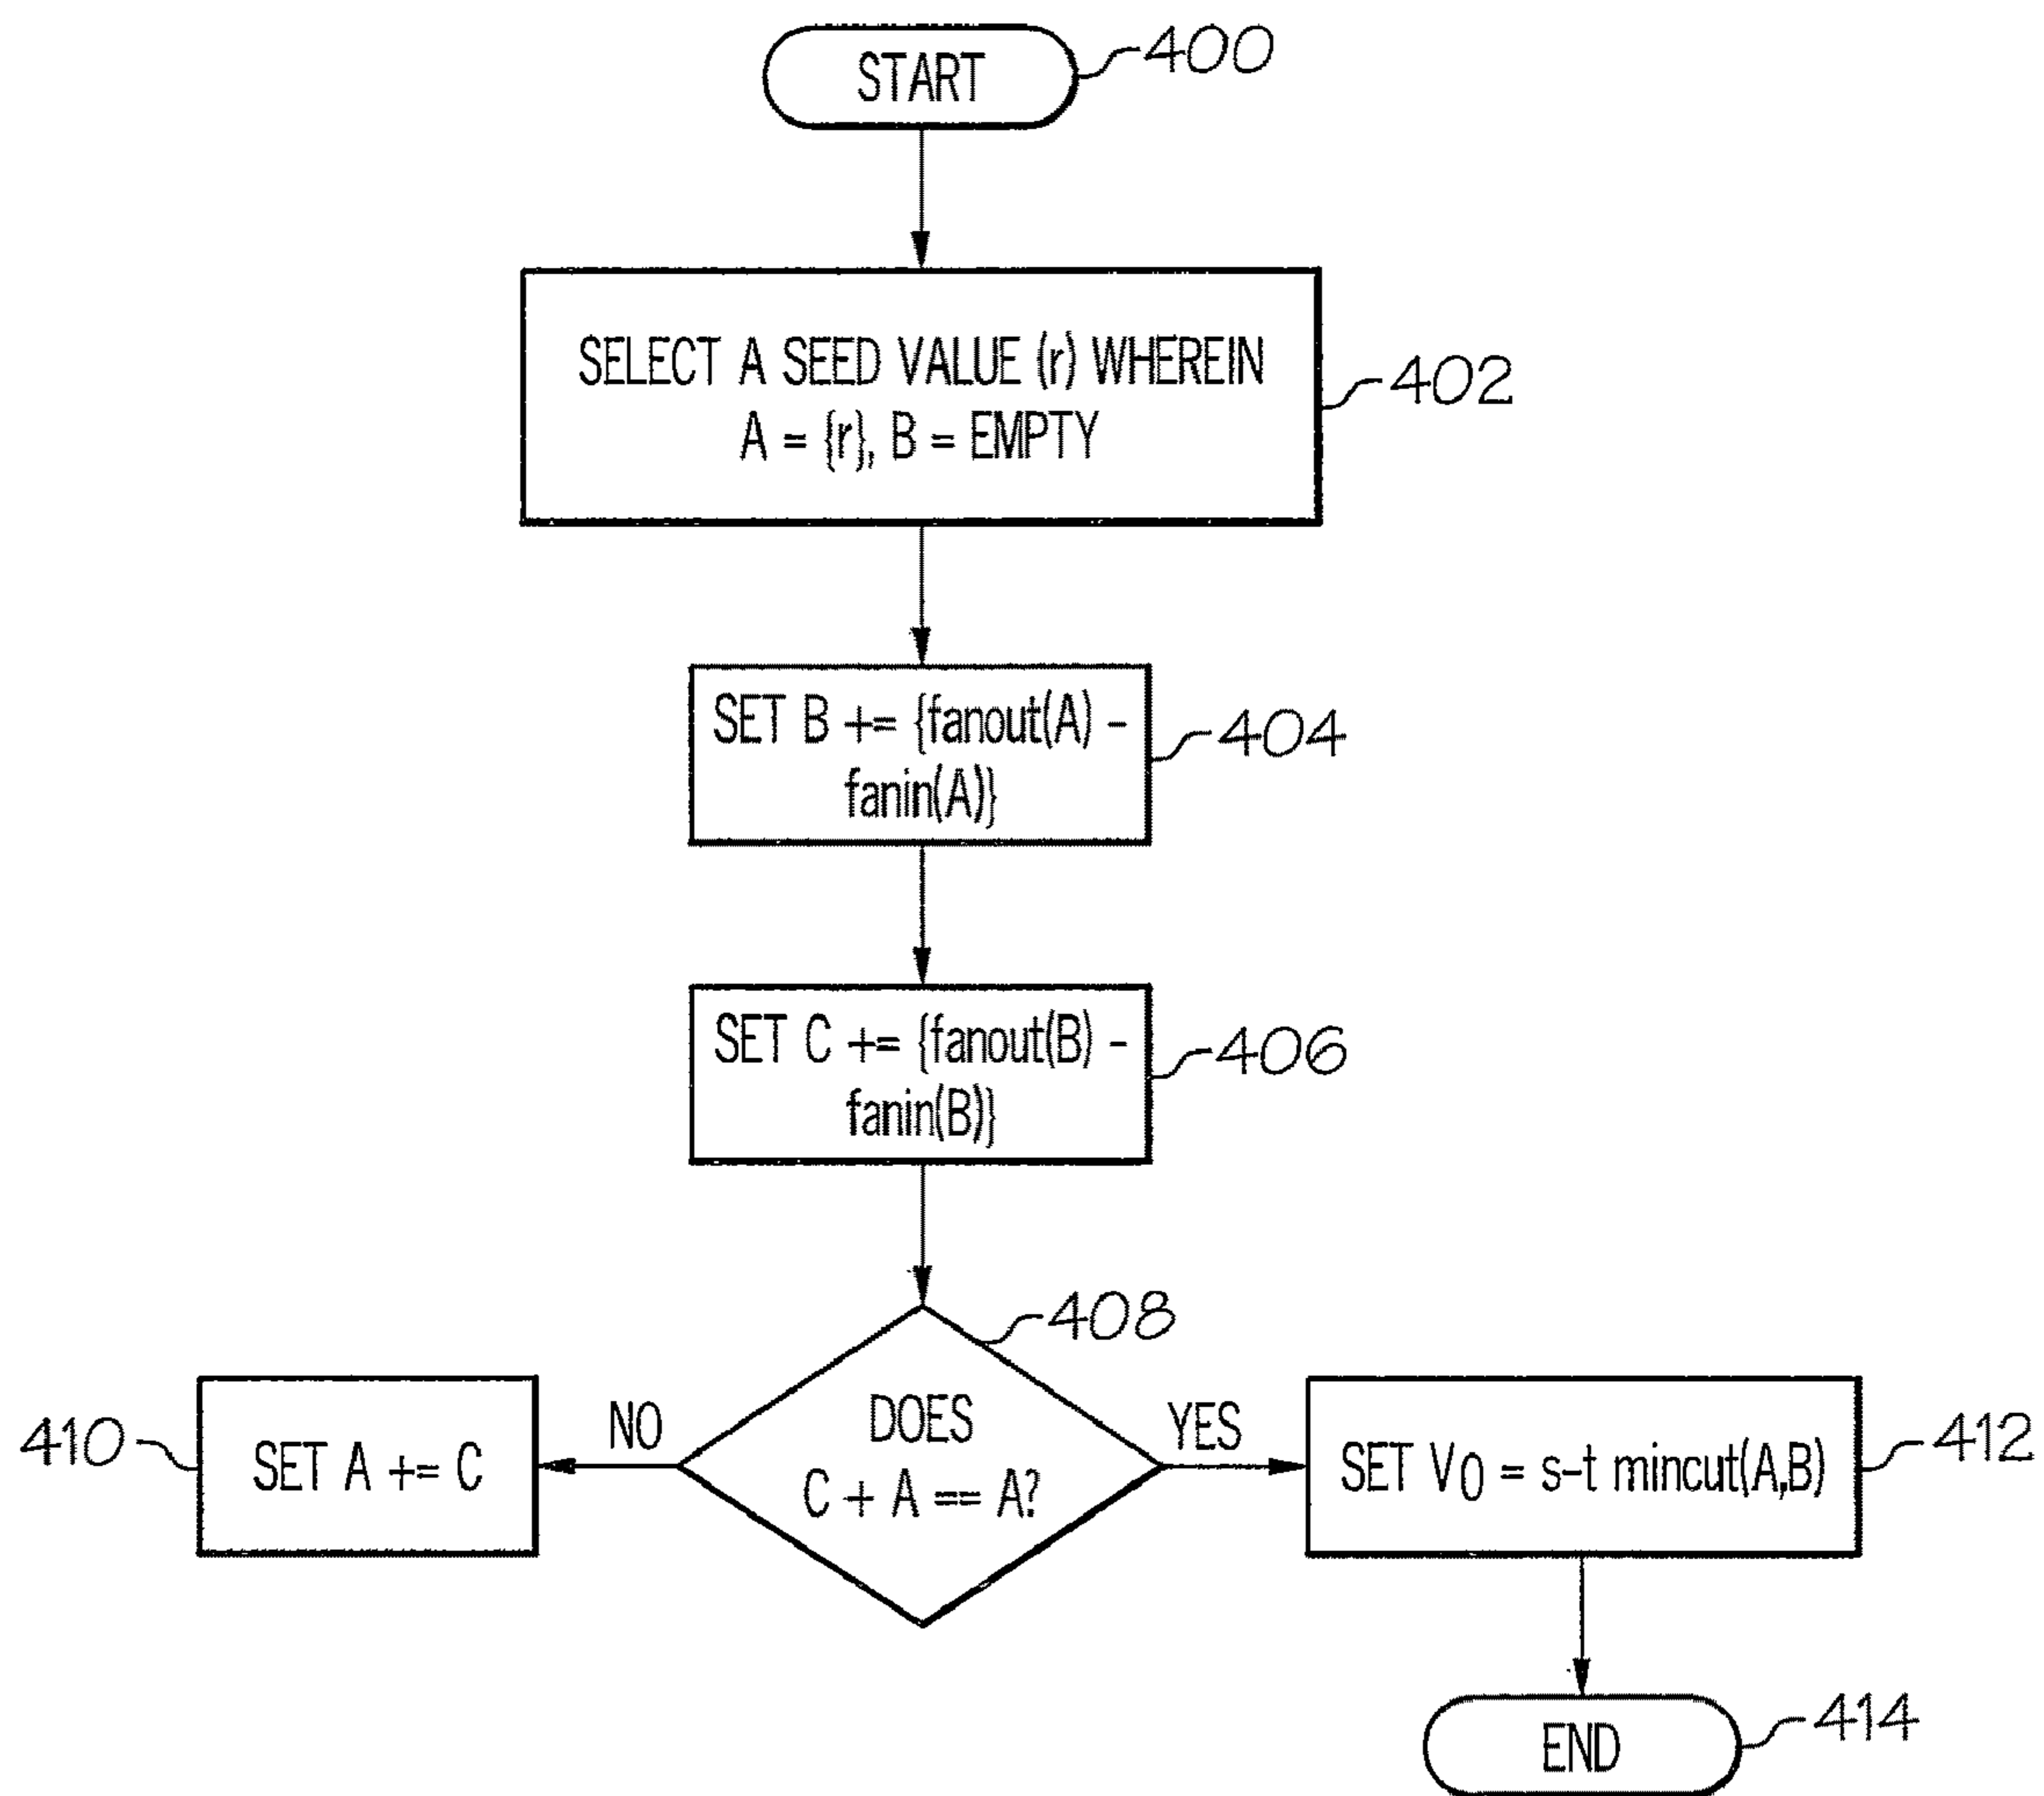 START
400
SELECT A SEED VALUE (r) WHEREIN
A = {r}, B = EMPTY
402
SET B += {fanout(A) -
fanin(A)}
404
SET C += {fanout(B) -
fanin(B)}
406
408
DOES
C + A == A?
NO
YES
410
SET A += C
SET V0 = s-t mincut(A,B)
412
END
414